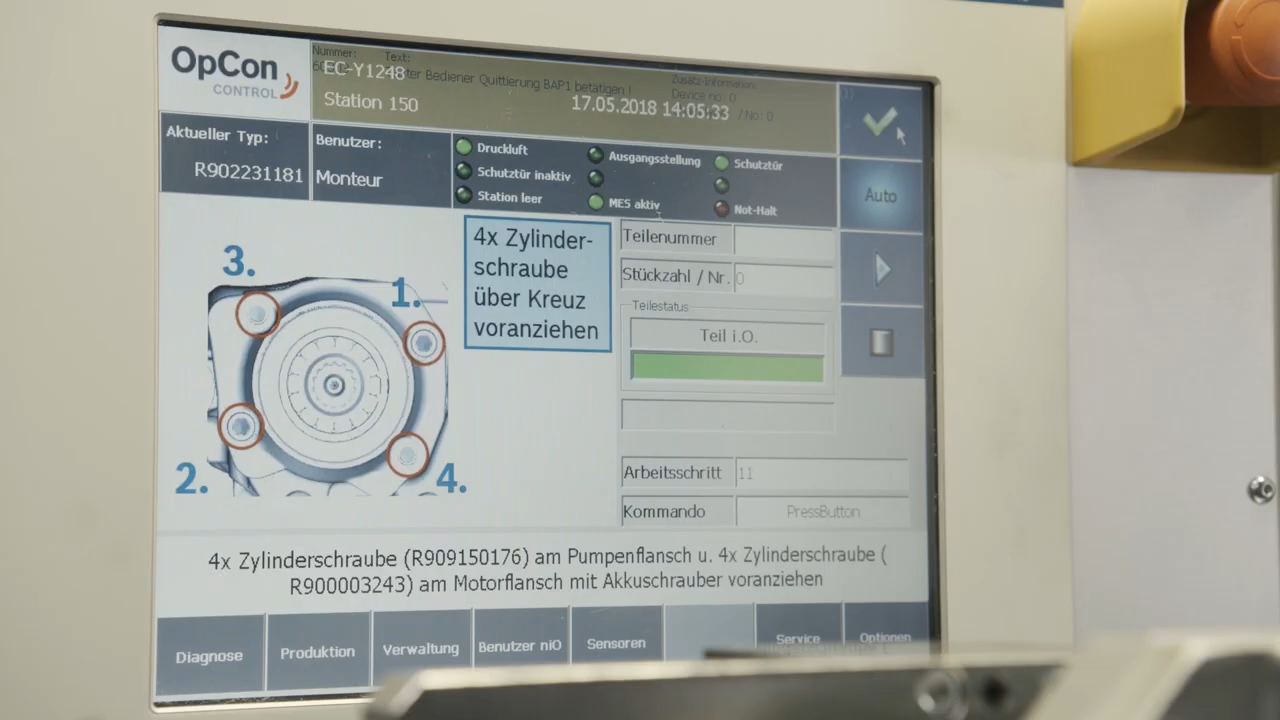 OpCon
CONTROL
Nummer:
Text:
EC-Y1248
Bediener Quittierung BAP1 betätigen !
Zusatz-Information:
Device no: 0
/ No: 0
Station 150
17.05.2018 14:05:33
Aktueller Typ:
R902231181
Benutzer:
Monteur
Druckluft
Ausgangsstellung
Schutztür
Schutztür inaktiv
Station leer
MES aktiv
Not-Halt
Auto
3.
1.
2.
4.
4x Zylinder-
schraube
über Kreuz
voranziehen
Teilenummer
Stückzahl / Nr.
0
Teilestatus
Teil i.O.
Arbeitsschritt
11
Kommando
PressButton
4x Zylinderschraube (R909150176) am Pumpenflansch u. 4x Zylinderschraube (
R900003243) am Motorflansch mit Akkuschrauber voranziehen
Diagnose
Produktion
Verwaltung
Benutzer niO
Sensoren
Service
Optionen